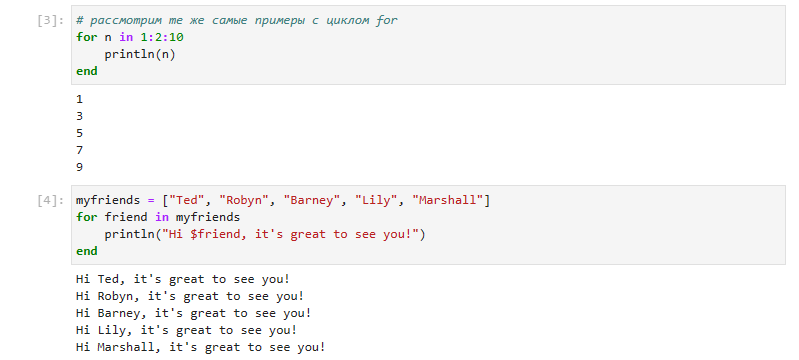 [3]: # рассмотрим те же самые примеры с циклом for
for n in 1:2:10
    println(n)
end
1
3
5
7
9
[4]: myfriends = ["Ted", "Robyn", "Barney", "Lily", "Marshall"]
for friend in myfriends
    println("Hi $friend, it's great to see you!")
end
Hi Ted, it's great to see you!
Hi Robyn, it's great to see you!
Hi Barney, it's great to see you!
Hi Lily, it's great to see you!
Hi Marshall, it's great to see you!